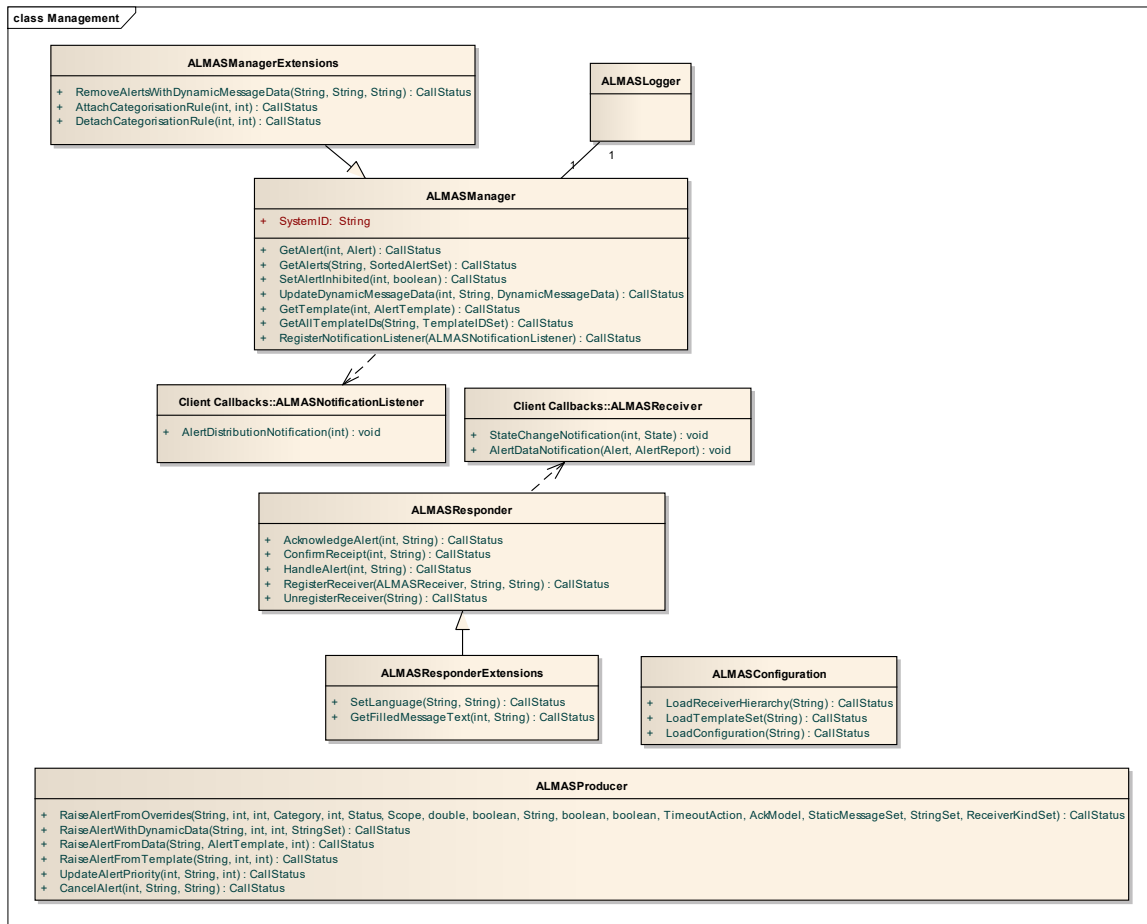 class Management
ALMASManagerExtensions
+ RemoveAlertsWithDynamicMessageData(String, String, String) : CallStatus
+ AttachCategorisationRule(int, int) : CallStatus
+ DetachCategorisationRule(int, int) : CallStatus
ALMASLogger
1
1
ALMASManager
+ SystemID: String
+ GetAlert(int, Alert) : CallStatus
+ GetAlerts(String, SortedAlertSet) : CallStatus
+ SetAlertInhibited(int, boolean) : CallStatus
+ UpdateDynamicMessageData(int, String, DynamicMessageData) : CallStatus
+ GetTemplate(int, AlertTemplate) : CallStatus
+ GetAllTemplateIDs(String, TemplateIDSet) : CallStatus
+ RegisterNotificationListener(ALMASNotificationListener) : CallStatus
Client Callbacks::ALMASNotificationListener
+ AlertDistributionNotification(int) : void
Client Callbacks::ALMASReceiver
+ StateChangeNotification(int, State) : void
+ AlertDataNotification(Alert, AlertReport) : void
ALMASResponder
+ AcknowledgeAlert(int, String) : CallStatus
+ ConfirmReceipt(int, String) : CallStatus
+ HandleAlert(int, String) : CallStatus
+ RegisterReceiver(ALMASReceiver, String, String) : CallStatus
+ UnregisterReceiver(String) : CallStatus
ALMASResponderExtensions
+ SetLanguage(String, String) : CallStatus
+ GetFilledMessageText(int, String) : CallStatus
ALMASConfiguration
+ LoadReceiverHierarchy(String) : CallStatus
+ LoadTemplateSet(String) : CallStatus
+ LoadConfiguration(String) : CallStatus
ALMASProducer
+ RaiseAlertFromOverrides(String, int, int, Category, int, Status, Scope, double, boolean, String, boolean, boolean, TimeoutAction, AckModel, StaticMessageSet, StringSet, ReceiverKindSet) : CallStatus
+ RaiseAlertWithDynamicData(String, int, int, StringSet) : CallStatus
+ RaiseAlertFromData(String, AlertTemplate, int) : CallStatus
+ RaiseAlertFromTemplate(String, int, int) : CallStatus
+ UpdateAlertPriority(int, String, int) : CallStatus
+ CancelAlert(int, String, String) : CallStatus